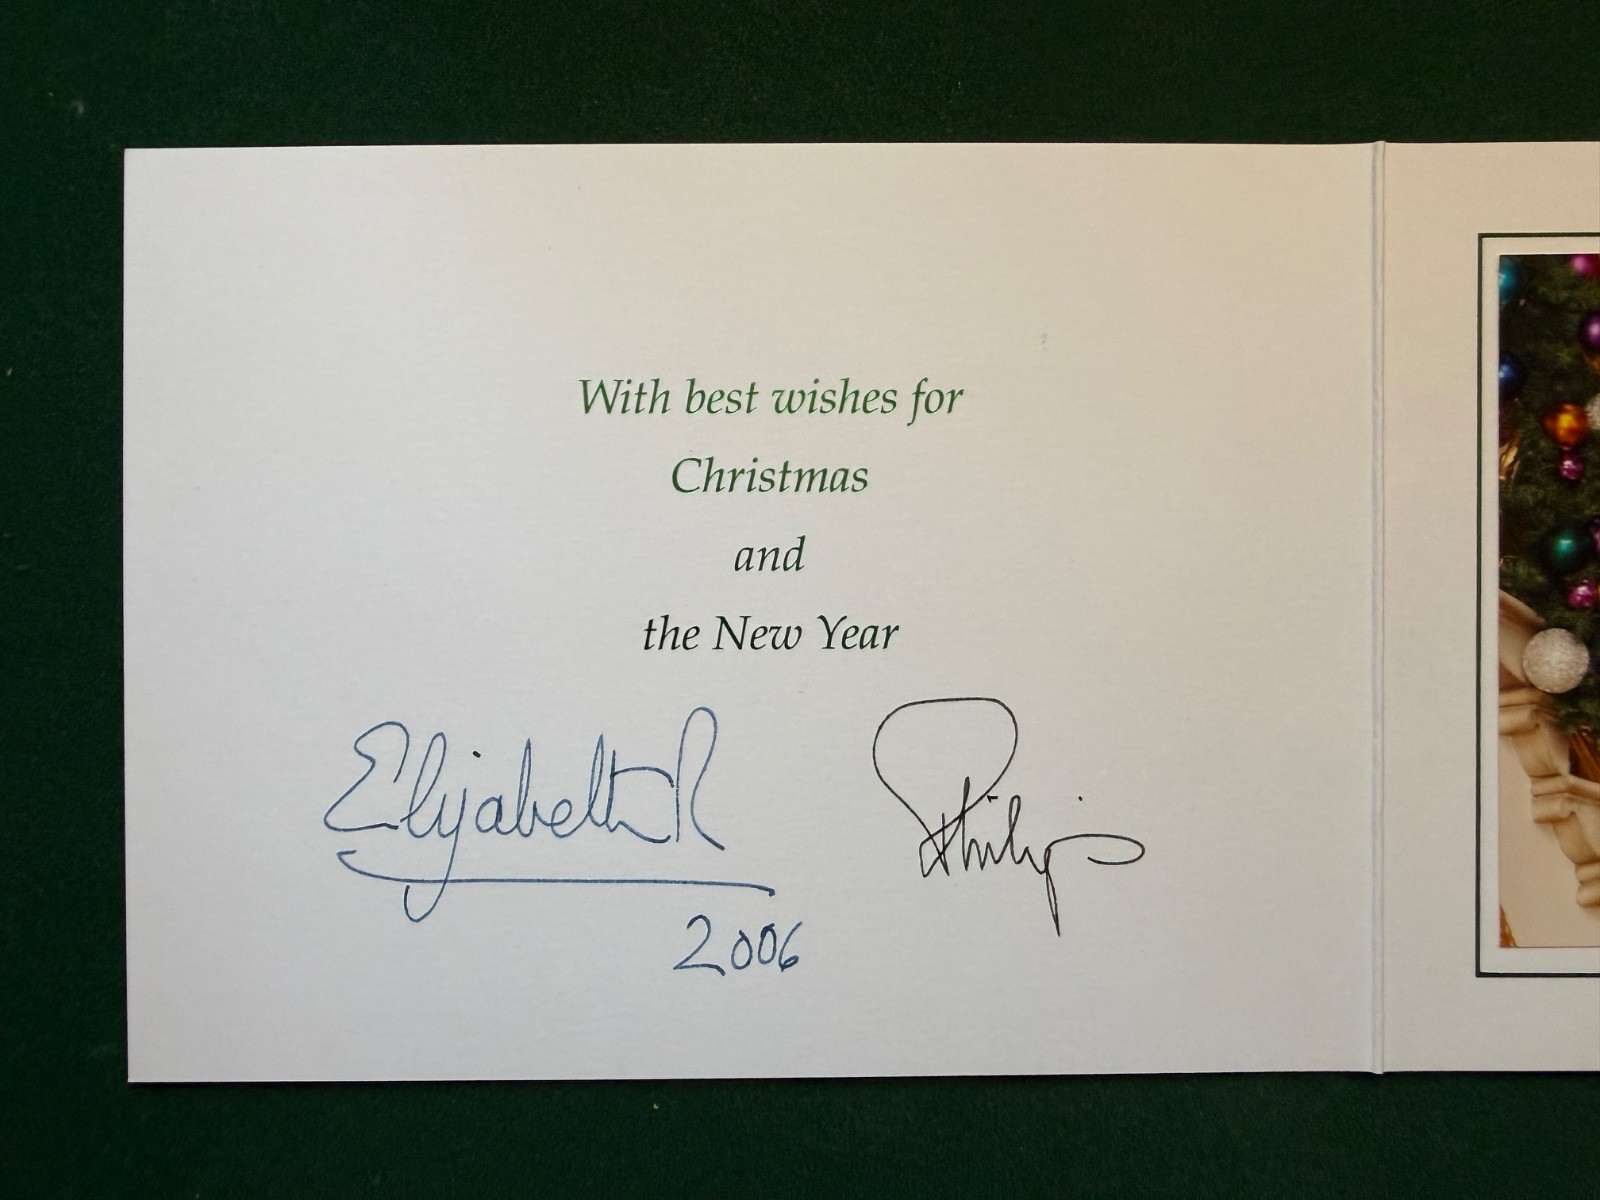 With best wishes for
Christmas
and
the New Year
Elizabeth R Philip
2006